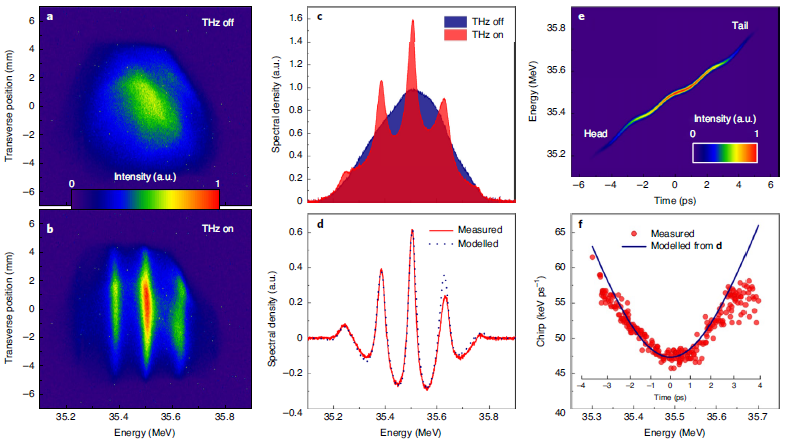 a
THz off
Transverse position (mm)
6
4
2
0
−2
−4
−6
Intensity (a.u.)
0
1
b
THz on
Transverse position (mm)
6
4
2
0
−2
−4
−6
35.2
35.4
35.6
35.8
Energy (MeV)
c
THz off
THz on
Spectral density (a.u.)
1.6
1.4
1.2
1.0
0.8
0.6
0.4
0.2
0
d
Measured
Modelled
Spectral density (a.u.)
0.6
0.4
0.2
0
−0.2
−0.4
35.2
35.4
35.6
35.8
Energy (MeV)
e
Tail
Head
Energy (MeV)
35.8
35.6
35.4
35.2
Intensity (a.u.)
0
1
−6
−4
−2
0
2
4
6
Time (ps)
f
Measured
Modelled from d
Chirp (keV ps⁻¹)
65
60
55
50
45
40
−4
−3
−2
−1
0
1
2
3
4
Time (ps)
35.3
35.4
35.5
35.6
35.7
Energy (MeV)